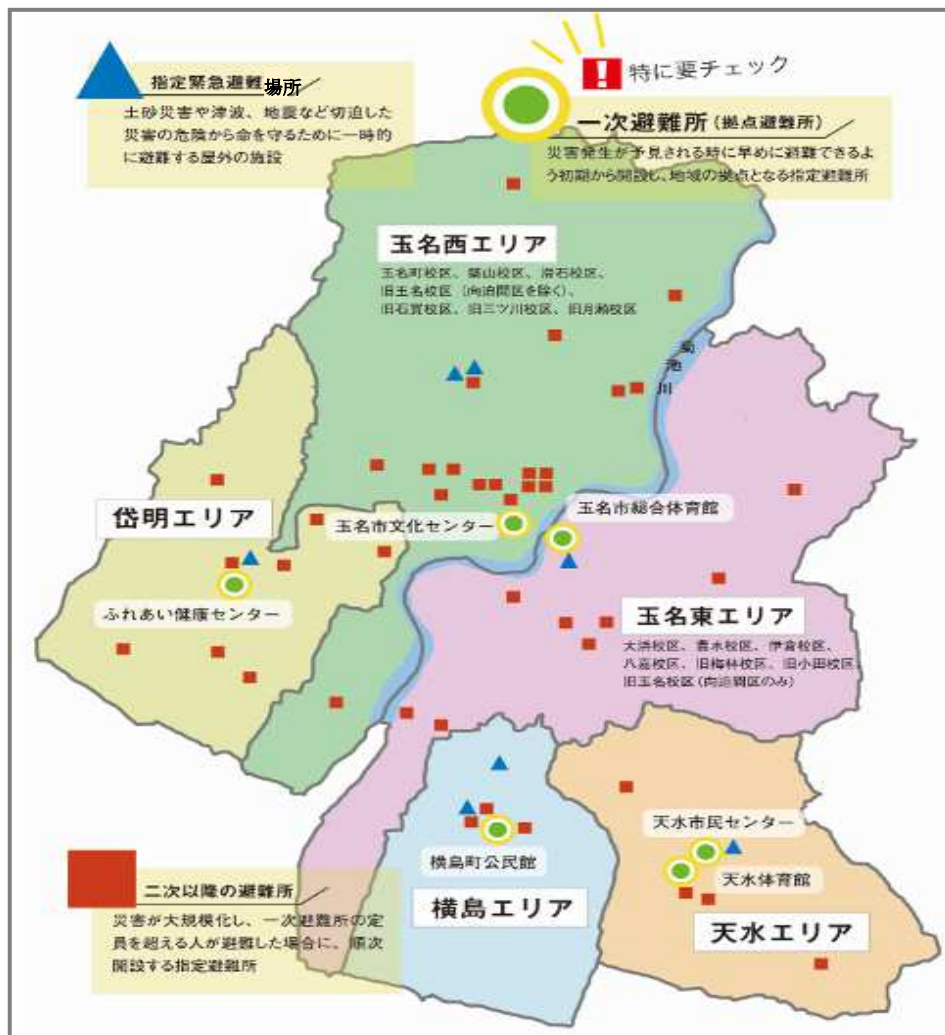 指定緊急避難場所
土砂災害や津波、地震など切迫した
災害の危険から命を守るために一時的
に避難する屋外の施設
特に要チェック
一次避難所(拠点避難所)
災害発生が予見される時に早めに避難できるよ
う初期から開設し、地域の拠点となる指定避難所
玉名西エリア
玉名町校区、築山校区、滑石校区、
旧玉名校区(向迫間区を除く)、
旧石貫校区、旧三ツ川校区、旧月瀬校区
菊池川
岱明エリア
玉名市文化センター
玉名市総合体育館
ふれあい健康センター
玉名東エリア
大浜校区、豊水校区、伊倉校区、
八嘉校区、旧梅林校区、旧小田校区、
旧玉名校区(向迫間区のみ)
天水市民センター
横島町公民館
天水体育館
二次以降の避難所
災害が大規模化し、一次避難所の定
員を超える人が避難した場合に、順次
開設する指定避難所
横島エリア
天水エリア